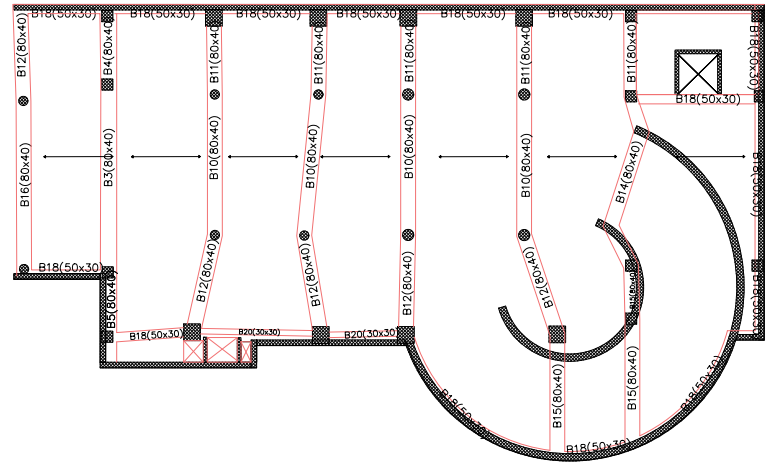 B18(50x30)
B18(50x30)
B18(50x30)
B18(50x30)
B18(50x30)
B18(50x30)
B12(80x40)
B4(80x40)
B11(80x40)
B11(80x40)
B11(80x40)
B11(80x40)
B11(80x40)
B18(50x30)
B16(80x40)
B3(80x40)
B10(80x40)
B10(80x40)
B10(80x40)
B10(80x40)
B14(80x40)
B18(50x30)
B18(50x30)
B5(80x40)
B12(80x40)
B12(80x40)
B12(80x40)
B12(80x40)
B15(80x40)
B18(50x30)
B18(50x30)
B20(30x30)
B20(30x30)
B15(80x40)
B15(80x40)
B18(50x30)
B18(50x30)
B18(50x30)